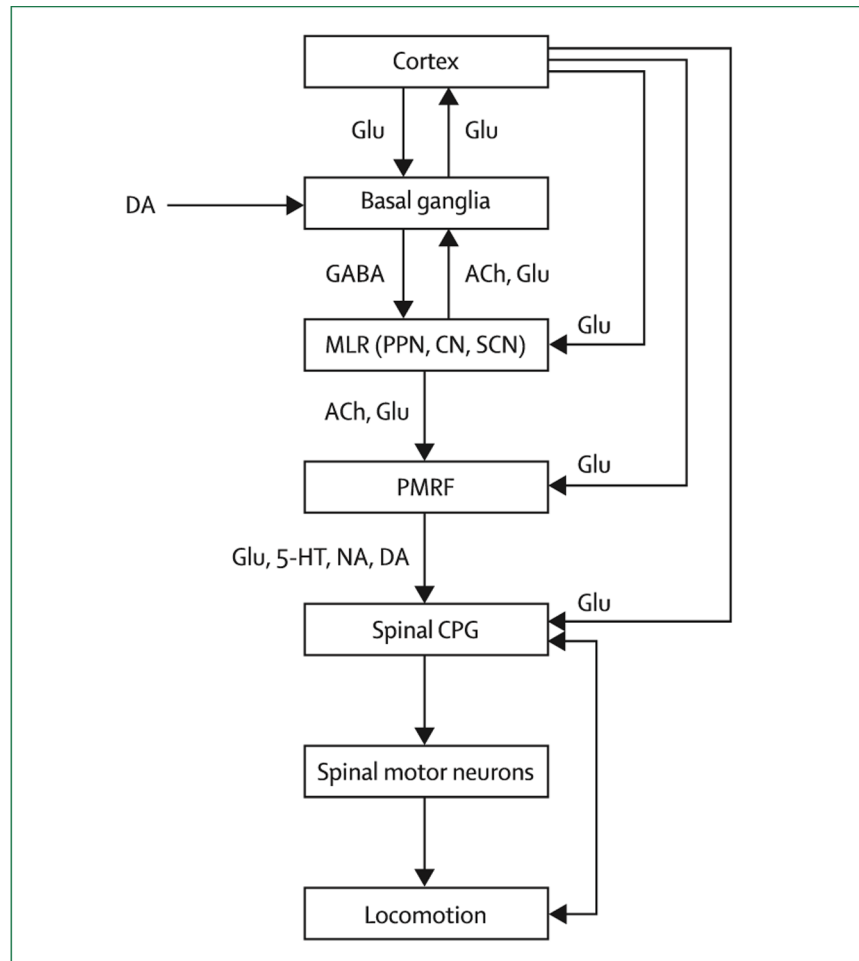 Cortex
Glu
Glu
DA
Basal ganglia
GABA
ACh, Glu
Glu
MLR (PPN, CN, SCN)
ACh, Glu
Glu
PMRF
Glu, 5-HT, NA, DA
Glu
Spinal CPG
Spinal motor neurons
Locomotion